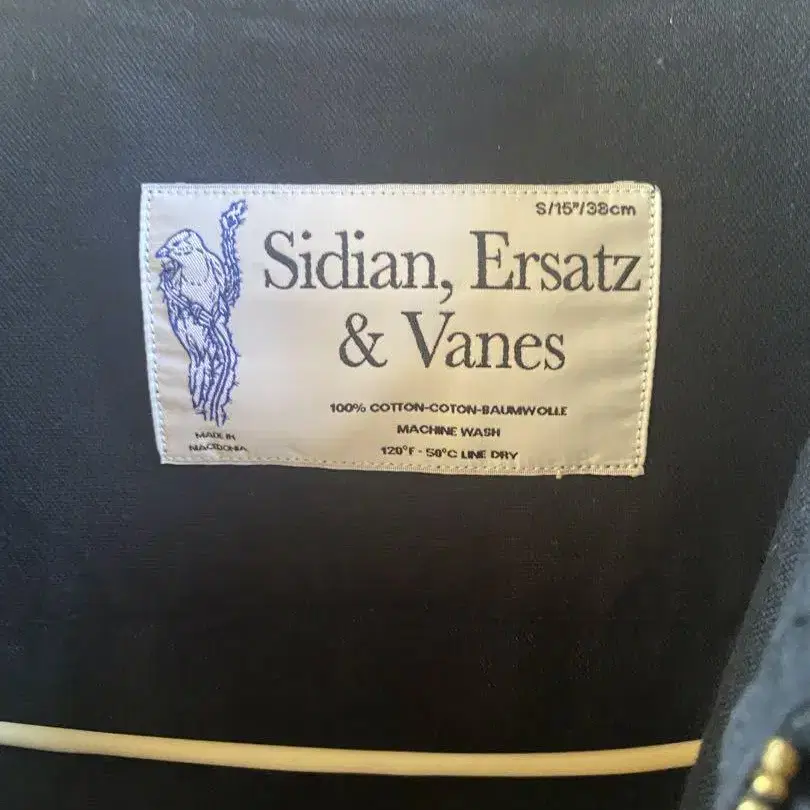 S/15"/38cm
Sidian, Ersatz
& Vanes
100% COTTON-COTON-BAUMWOLLE
MACHINE WASH
120°F - 50°C LINE DRY
MADE IN
MACEDONIA